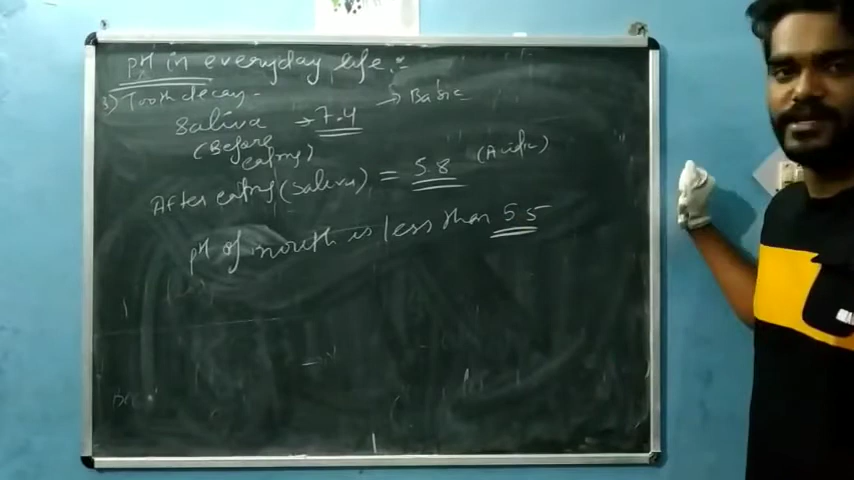 pH in everyday life :-
3) Tooth decay -
Saliva → 7.4 → Basic
(Before
eating)
After eating (saliva) = 5.8 (Acidic)
pH of mouth is less than 5.5